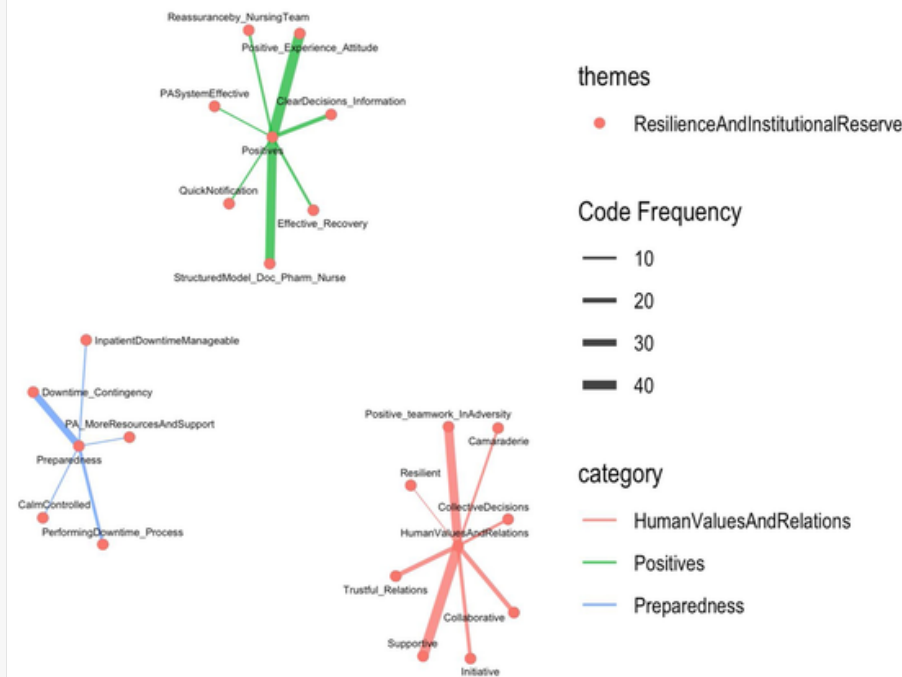 Reassuranceby_NursingTeam
Positive_Experience_Attitude
PASystemEffective
ClearDecisions_Information
Positives
QuickNotification
Effective_Recovery
StructuredModel_Doc_Pharm_Nurse
InpatientDowntimeManageable
Downtime_Contingency
PA_MoreResourcesAndSupport
Preparedness
CalmControlled
PerformingDowntime_Process
Positive_teamwork_InAdversity
Camaraderie
Resilient
CollectiveDecisions
HumanValuesAndRelations
Trustful_Relations
Collaborative
Supportive
Initiative
themes
ResilienceAndInstitutionalReserve
Code Frequency
10
20
30
40
category
HumanValuesAndRelations
Positives
Preparedness